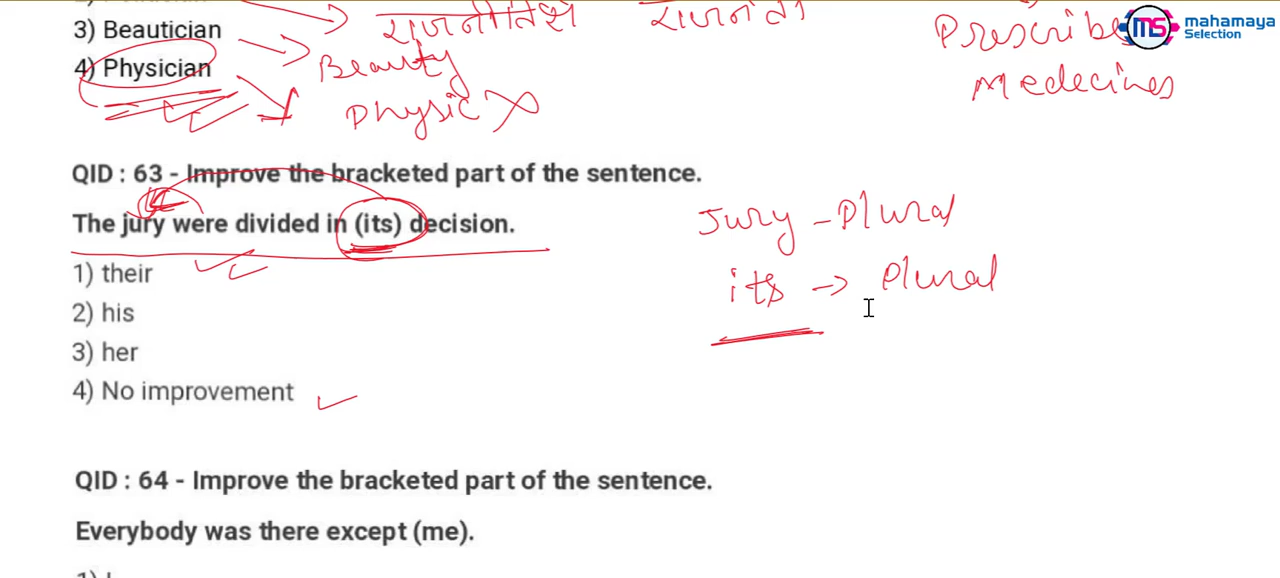 3) Beautician
राजनीतिज्ञ
Prescribe
mahamaya
Selection
4) Physician
Beauty
Medecines
Physic X
QID : 63 - Improve the bracketed part of the sentence.
The jury were divided in (its) decision.
Jury - Plural
1) their
its → Plural
2) his
3) her
4) No improvement
QID : 64 - Improve the bracketed part of the sentence.
Everybody was there except (me).